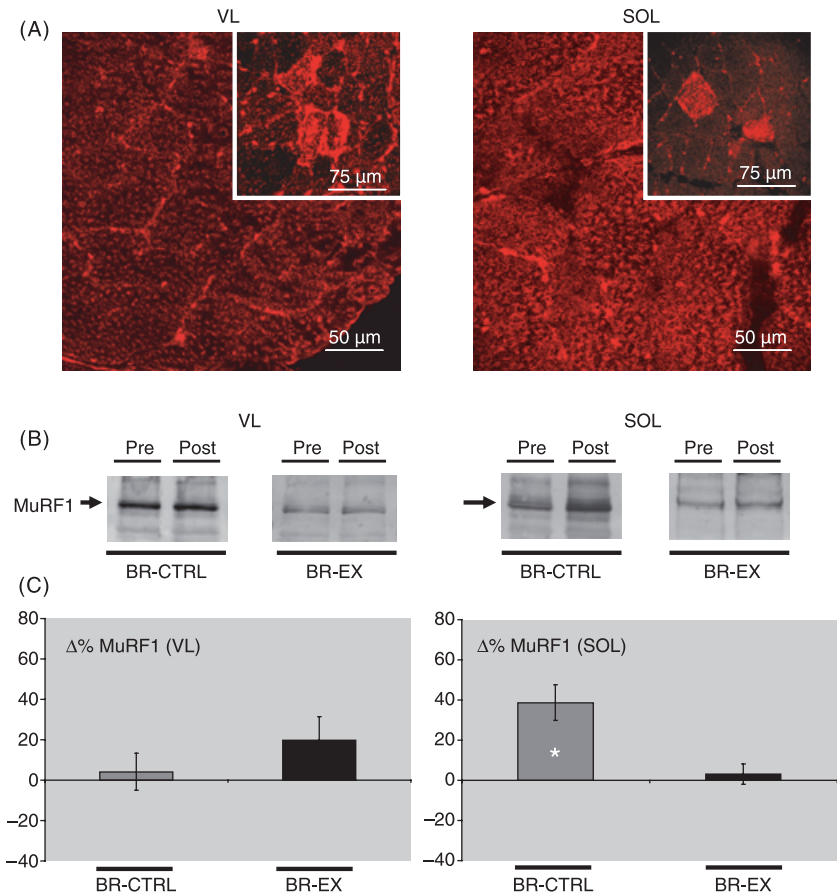 (A)
VL
SOL
75 µm
50 µm
75 µm
50 µm
(B)
VL
SOL
Pre Post Pre Post Pre Post Pre Post
MuRF1
BR-CTRL BR-EX BR-CTRL BR-EX
(C)
80
60
40
20
0
−20
−40
Δ% MuRF1 (VL)
BR-CTRL BR-EX
80
60
40
20
0
−20
−40
Δ% MuRF1 (SOL)
*
BR-CTRL BR-EX